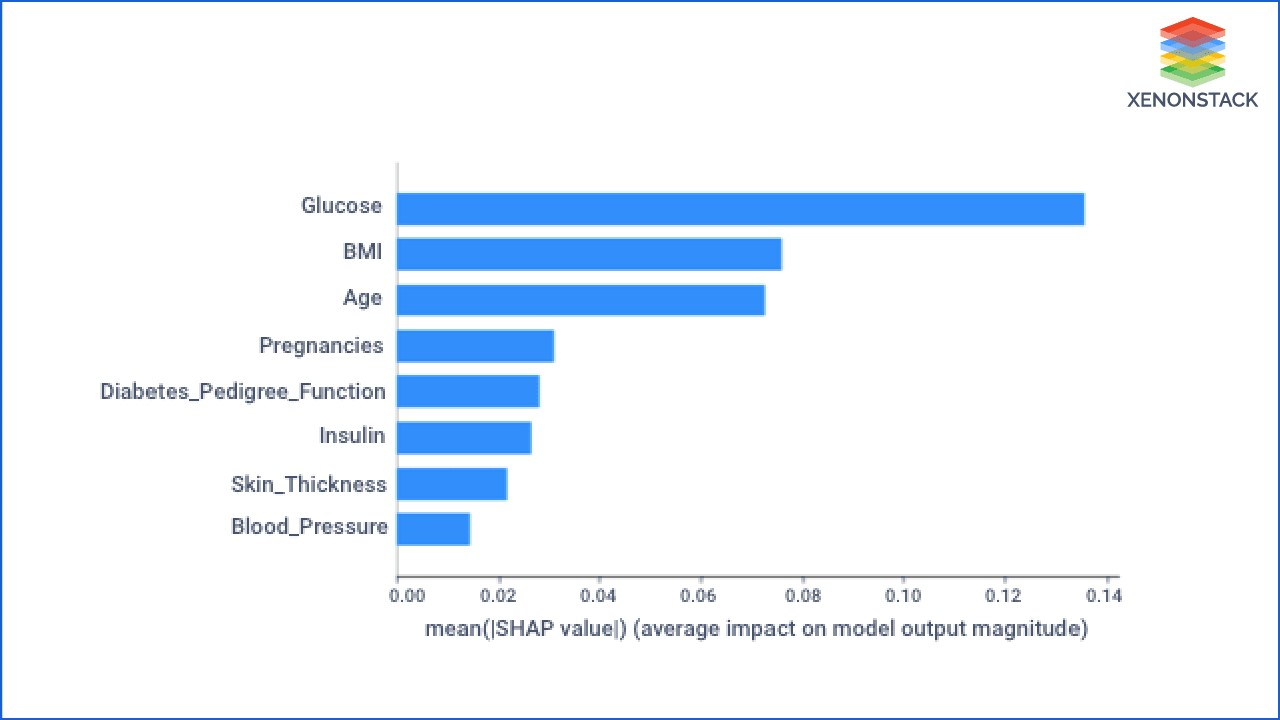 XENONSTACK
Glucose
BMI
Age
Pregnancies
Diabetes_Pedigree_Function
Insulin
Skin_Thickness
Blood_Pressure
0.00 0.02 0.04 0.06 0.08 0.10 0.12 0.14
mean(|SHAP value|) (average impact on model output magnitude)